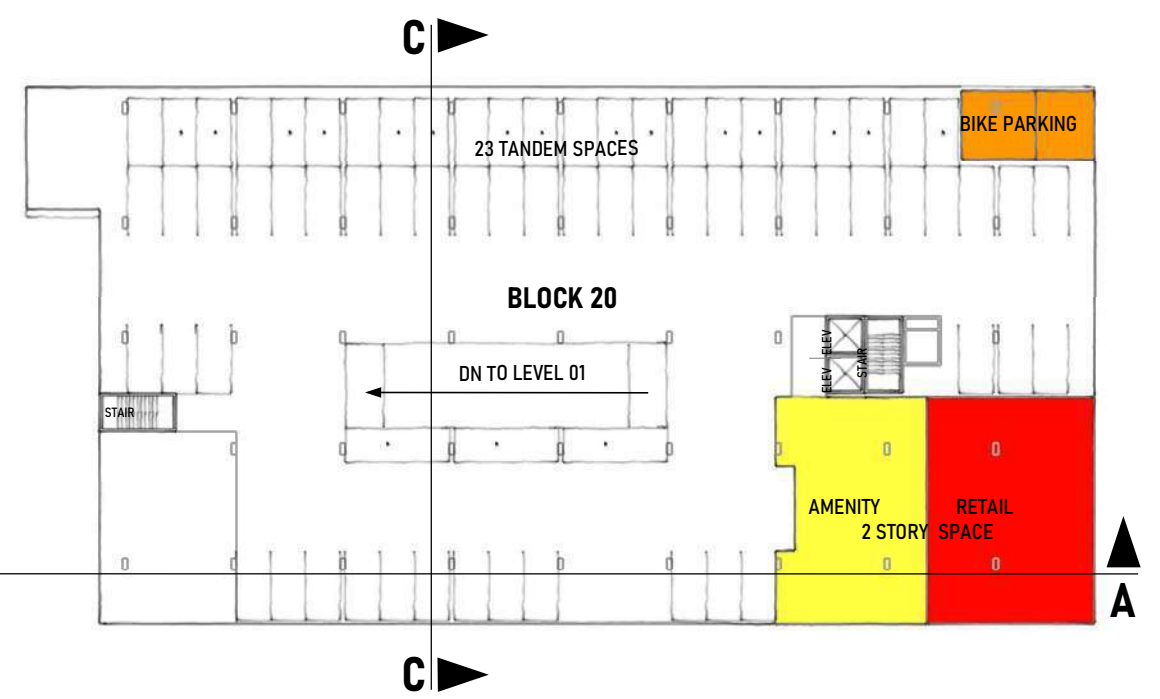 C
BIKE PARKING
23 TANDEM SPACES
BLOCK 20
ELEV
ELEV
STAIR
DN TO LEVEL 01
STAIR
AMENITY
RETAIL
2 STORY SPACE
A
C